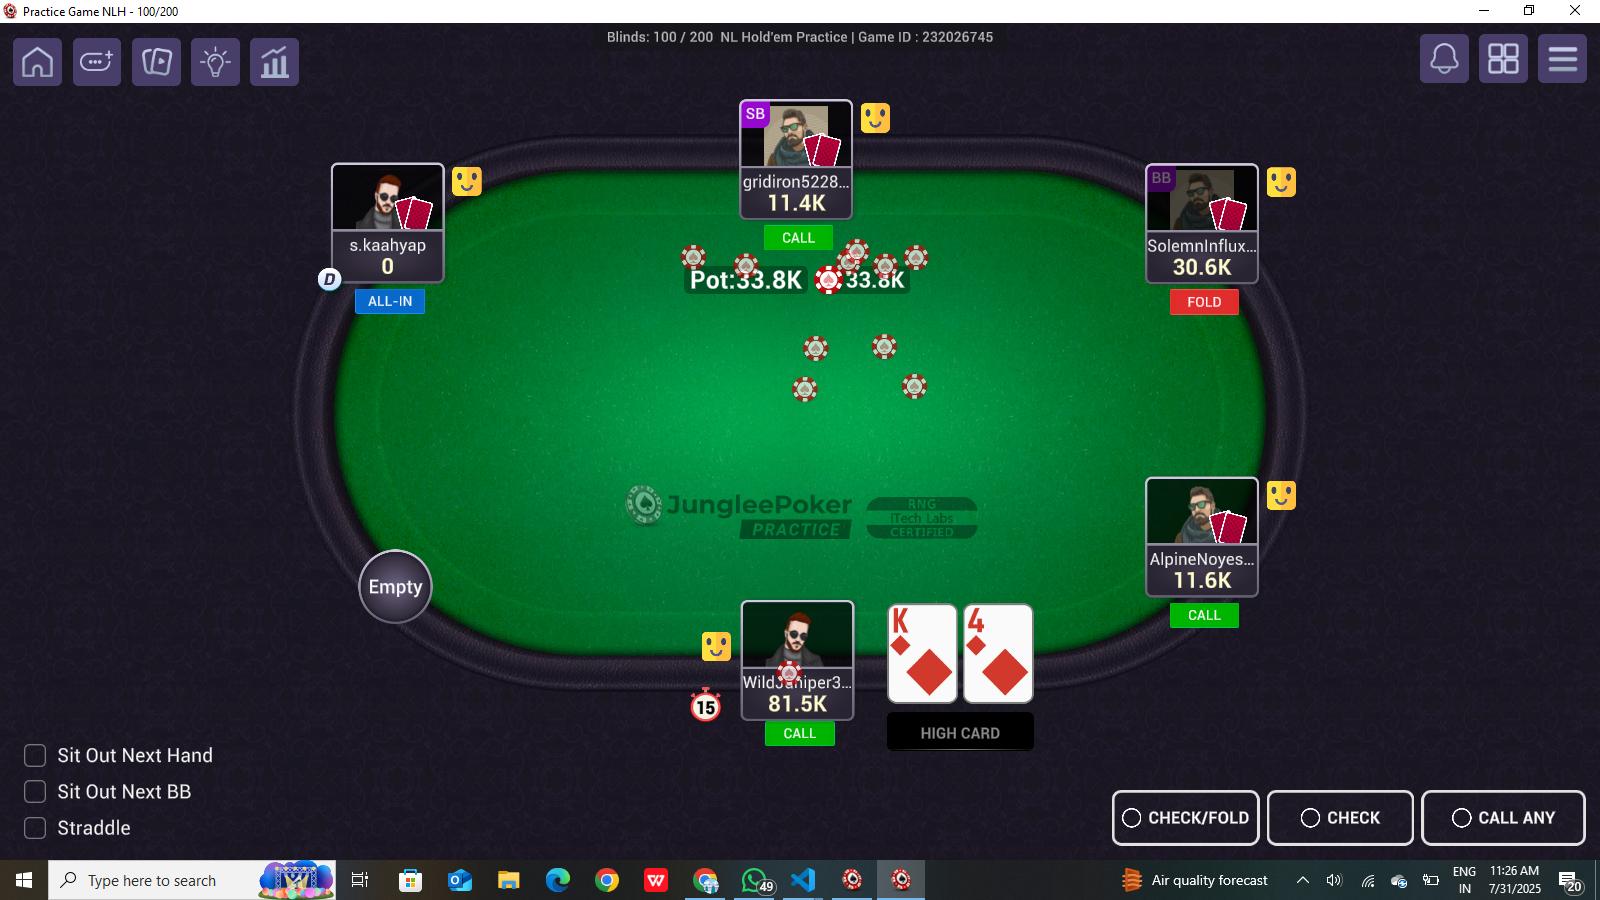 Practice Game NLH - 100/200
Blinds: 100 / 200 NL Hold'em Practice | Game ID : 232026745
SB
gridiron5228...
11.4K
CALL
s.kaahyap
0
D
ALL-IN
BB
SolemnInflux...
30.6K
FOLD
Pot:33.8K
33.8K
JungleePoker
PRACTICE
RNG
iTech Labs
CERTIFIED
AlpineNoyes...
11.6K
CALL
Empty
K
4
15
81.5K
CALL
HIGH CARD
Sit Out Next Hand
Sit Out Next BB
Straddle
CHECK/FOLD
CHECK
CALL ANY
Type here to search
49
Air quality forecast
ENG
IN
11:26 AM
7/31/2025
20